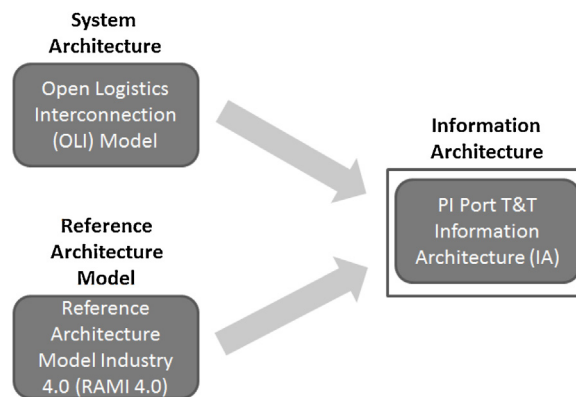 System
Architecture
Open Logistics
Interconnection
(OLI) Model
Information
Architecture
PI Port T&T
Information
Architecture (IA)
Reference
Architecture
Model
Reference
Architecture
Model Industry
4.0 (RAMI 4.0)